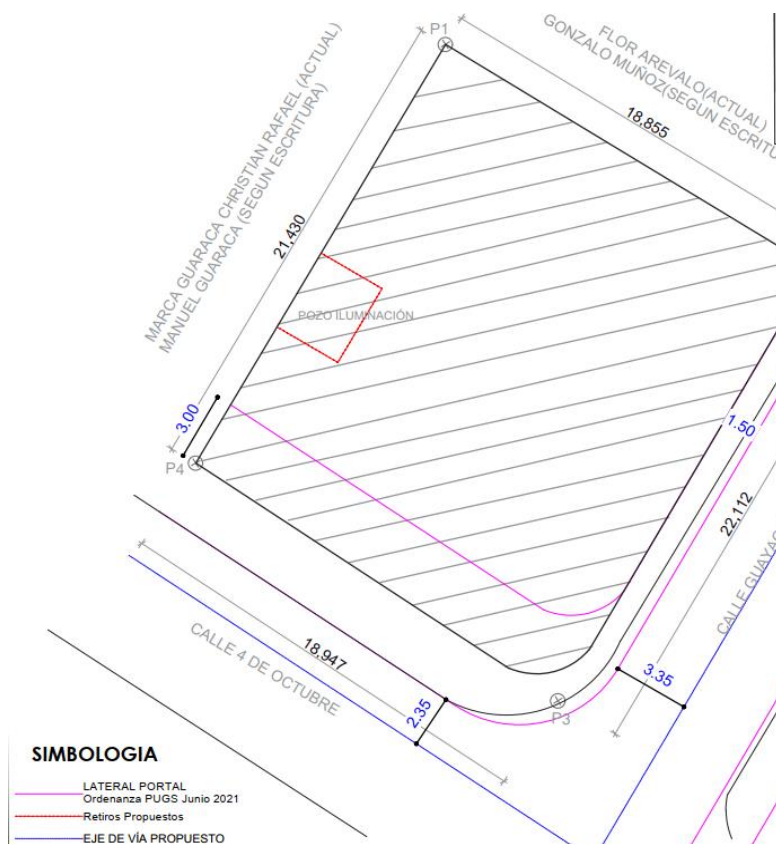 P1
FLOR AREVALO(ACTUAL)
GONZALO MUÑOZ(SEGUN ESCRITU
18,855
MARCA GUARACA CHRISTIAN RAFAEL (ACTUAL)
MANUEL GUARACA (SEGUN ESCRITURA)
21,430
POZO ILUMINACIÓN
3.00
P4
1.50
22,112
CALLE GUAYAC
CALLE 4 DE OCTUBRE
18,947
2.35
P3
3.35
SIMBOLOGIA
LATERAL PORTAL
Ordenanza PUGS Junio 2021
Retiros Propuestos
EJE DE VÍA PROPUESTO